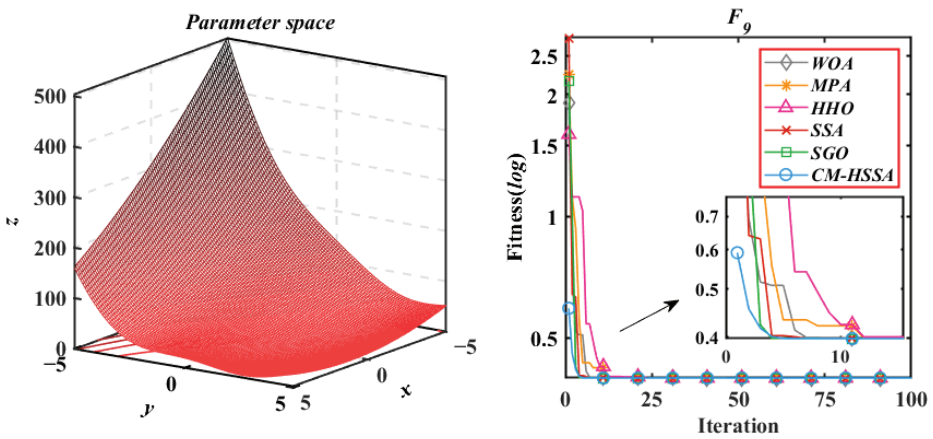 Parameter space
500
400
300
200
100
0
z
−5
0
5
y
5
0
−5
x
F9
2.5
2
1.5
1
0.5
Fitness(log)
WOA
MPA
HHO
SSA
SGO
CM-HSSA
0.7
0.6
0.5
0.4
0 10
0 25 50 75 100
Iteration